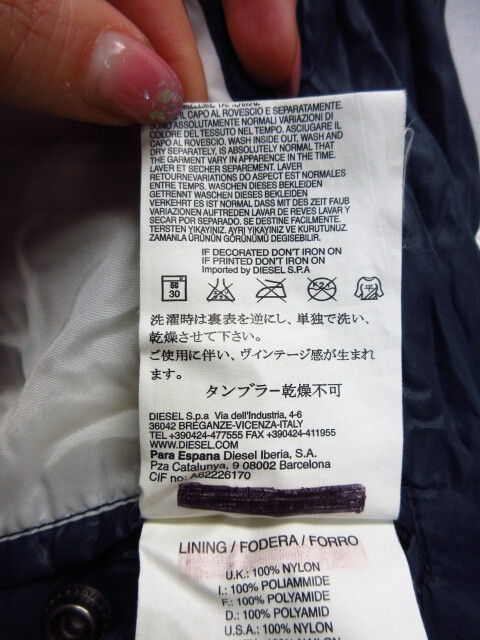 IL CAPO AL ROVESCIO E SEPARATAMENTE.
SONO ASSOLUTAMENTE NORMALI VARIAZIONI DI
COLORE DEL TESSUTO NEL TEMPO. ASCIUGARE IL
CAPO AL ROVESCIO. WASH INSIDE OUT, WASH AND
DRY SEPARATELY, IS ABSOLUTELY NORMAL THAT
THE GARMENT VARY IN APPARENCE IN THE TIME.
LAVER ET SECHER SEPAREMENT. LAVER
RETOURNEVARIATIONS DO ASPECT EST NORMALES
ENTRE TEMPS. WASCHEN DIESES BEKLEIDEN
GETRENNT WASCHEN DIESES BEKLEIDEN
VERKEHRT ES IST NORMAL DASS MIT DES ZEIT FAUB
VARIAZIONEN AUFTREDEN LAVAR DE REVES LAVAR Y
SECAR POR SEPARADO. SE DESTINE FACILMENTE.
TERSTEN YIKAYINIZ. AYRI YIKAYINIZ VE KURUTUNUZ.
ZAMANLA ÜRÜNÜN GÖRÜNÜMÜ DEGISEBILIR.
IF DECORATED DON'T IRON ON
IF PRINTED DON'T IRON ON
Imported by DIESEL S.P.A
30
洗濯時は裏表を逆にし、単独で洗い、
乾燥させて下さい。
ご使用に伴い、ヴィンテージ感が生まれ
ます。
タンブラー乾燥不可
DIESEL S.p.a Via dell'Industria, 4-6
36042 BREGANZE-VICENZA-ITALY
TEL +390424-477555 FAX +390424-411955
WWW.DIESEL.COM
Para Espana Diesel Iberia, S.A.
Pza Catalunya, 9 08002 Barcelona
CIF no: A62226170
LINING / FODERA / FORRO
U.K.: 100% NYLON
I.: 100% POLIAMMIDE
F.: 100% POLYAMIDE
D.: 100% POLYAMID
U.S.A.: 100% NYLON